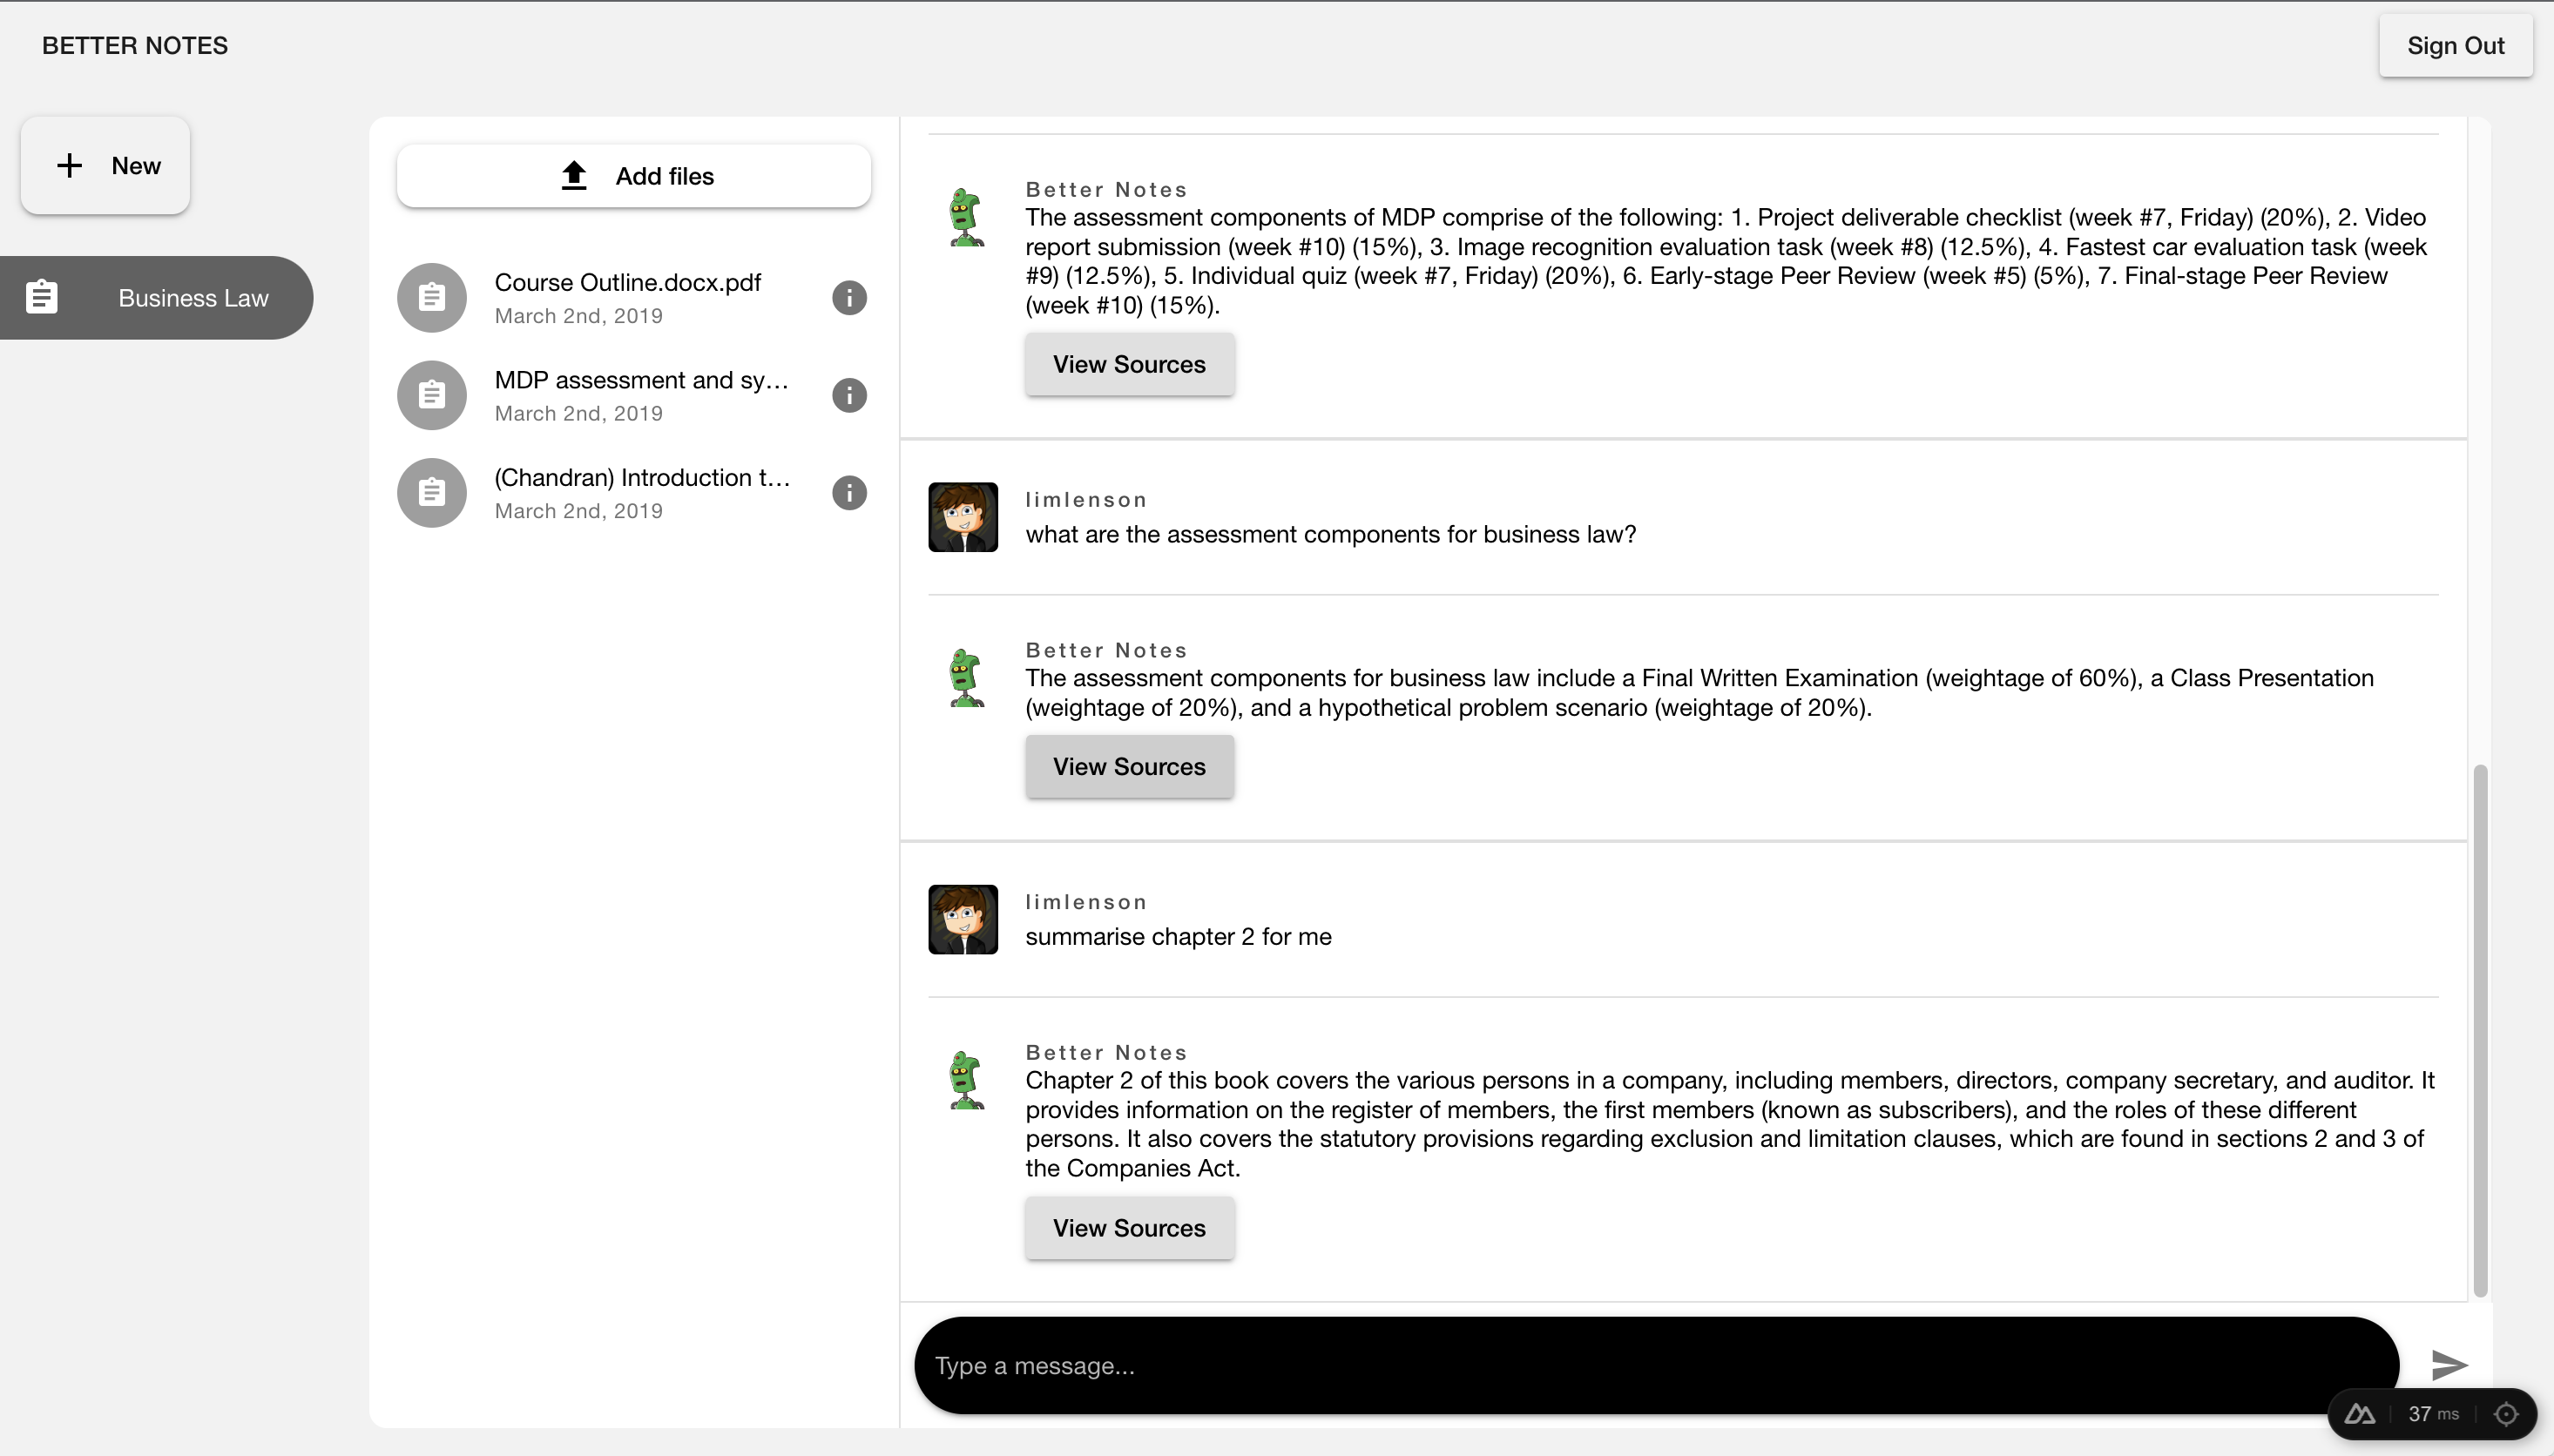 BETTER NOTES
Sign Out
New
Business Law
Add files
Course Outline.docx.pdf
March 2nd, 2019
MDP assessment and sy...
March 2nd, 2019
(Chandran) Introduction t...
March 2nd, 2019
Better Notes
The assessment components of MDP comprise of the following: 1. Project deliverable checklist (week #7, Friday) (20%), 2. Video
report submission (week #10) (15%), 3. Image recognition evaluation task (week #8) (12.5%), 4. Fastest car evaluation task (week
#9) (12.5%), 5. Individual quiz (week #7, Friday) (20%), 6. Early-stage Peer Review (week #5) (5%), 7. Final-stage Peer Review
(week #10) (15%).
View Sources
limlenson
what are the assessment components for business law?
Better Notes
The assessment components for business law include a Final Written Examination (weightage of 60%), a Class Presentation
(weightage of 20%), and a hypothetical problem scenario (weightage of 20%).
View Sources
limlenson
summarise chapter 2 for me
Better Notes
Chapter 2 of this book covers the various persons in a company, including members, directors, company secretary, and auditor. It
provides information on the register of members, the first members (known as subscribers), and the roles of these different
persons. It also covers the statutory provisions regarding exclusion and limitation clauses, which are found in sections 2 and 3 of
the Companies Act.
View Sources
Type a message...
37 ms